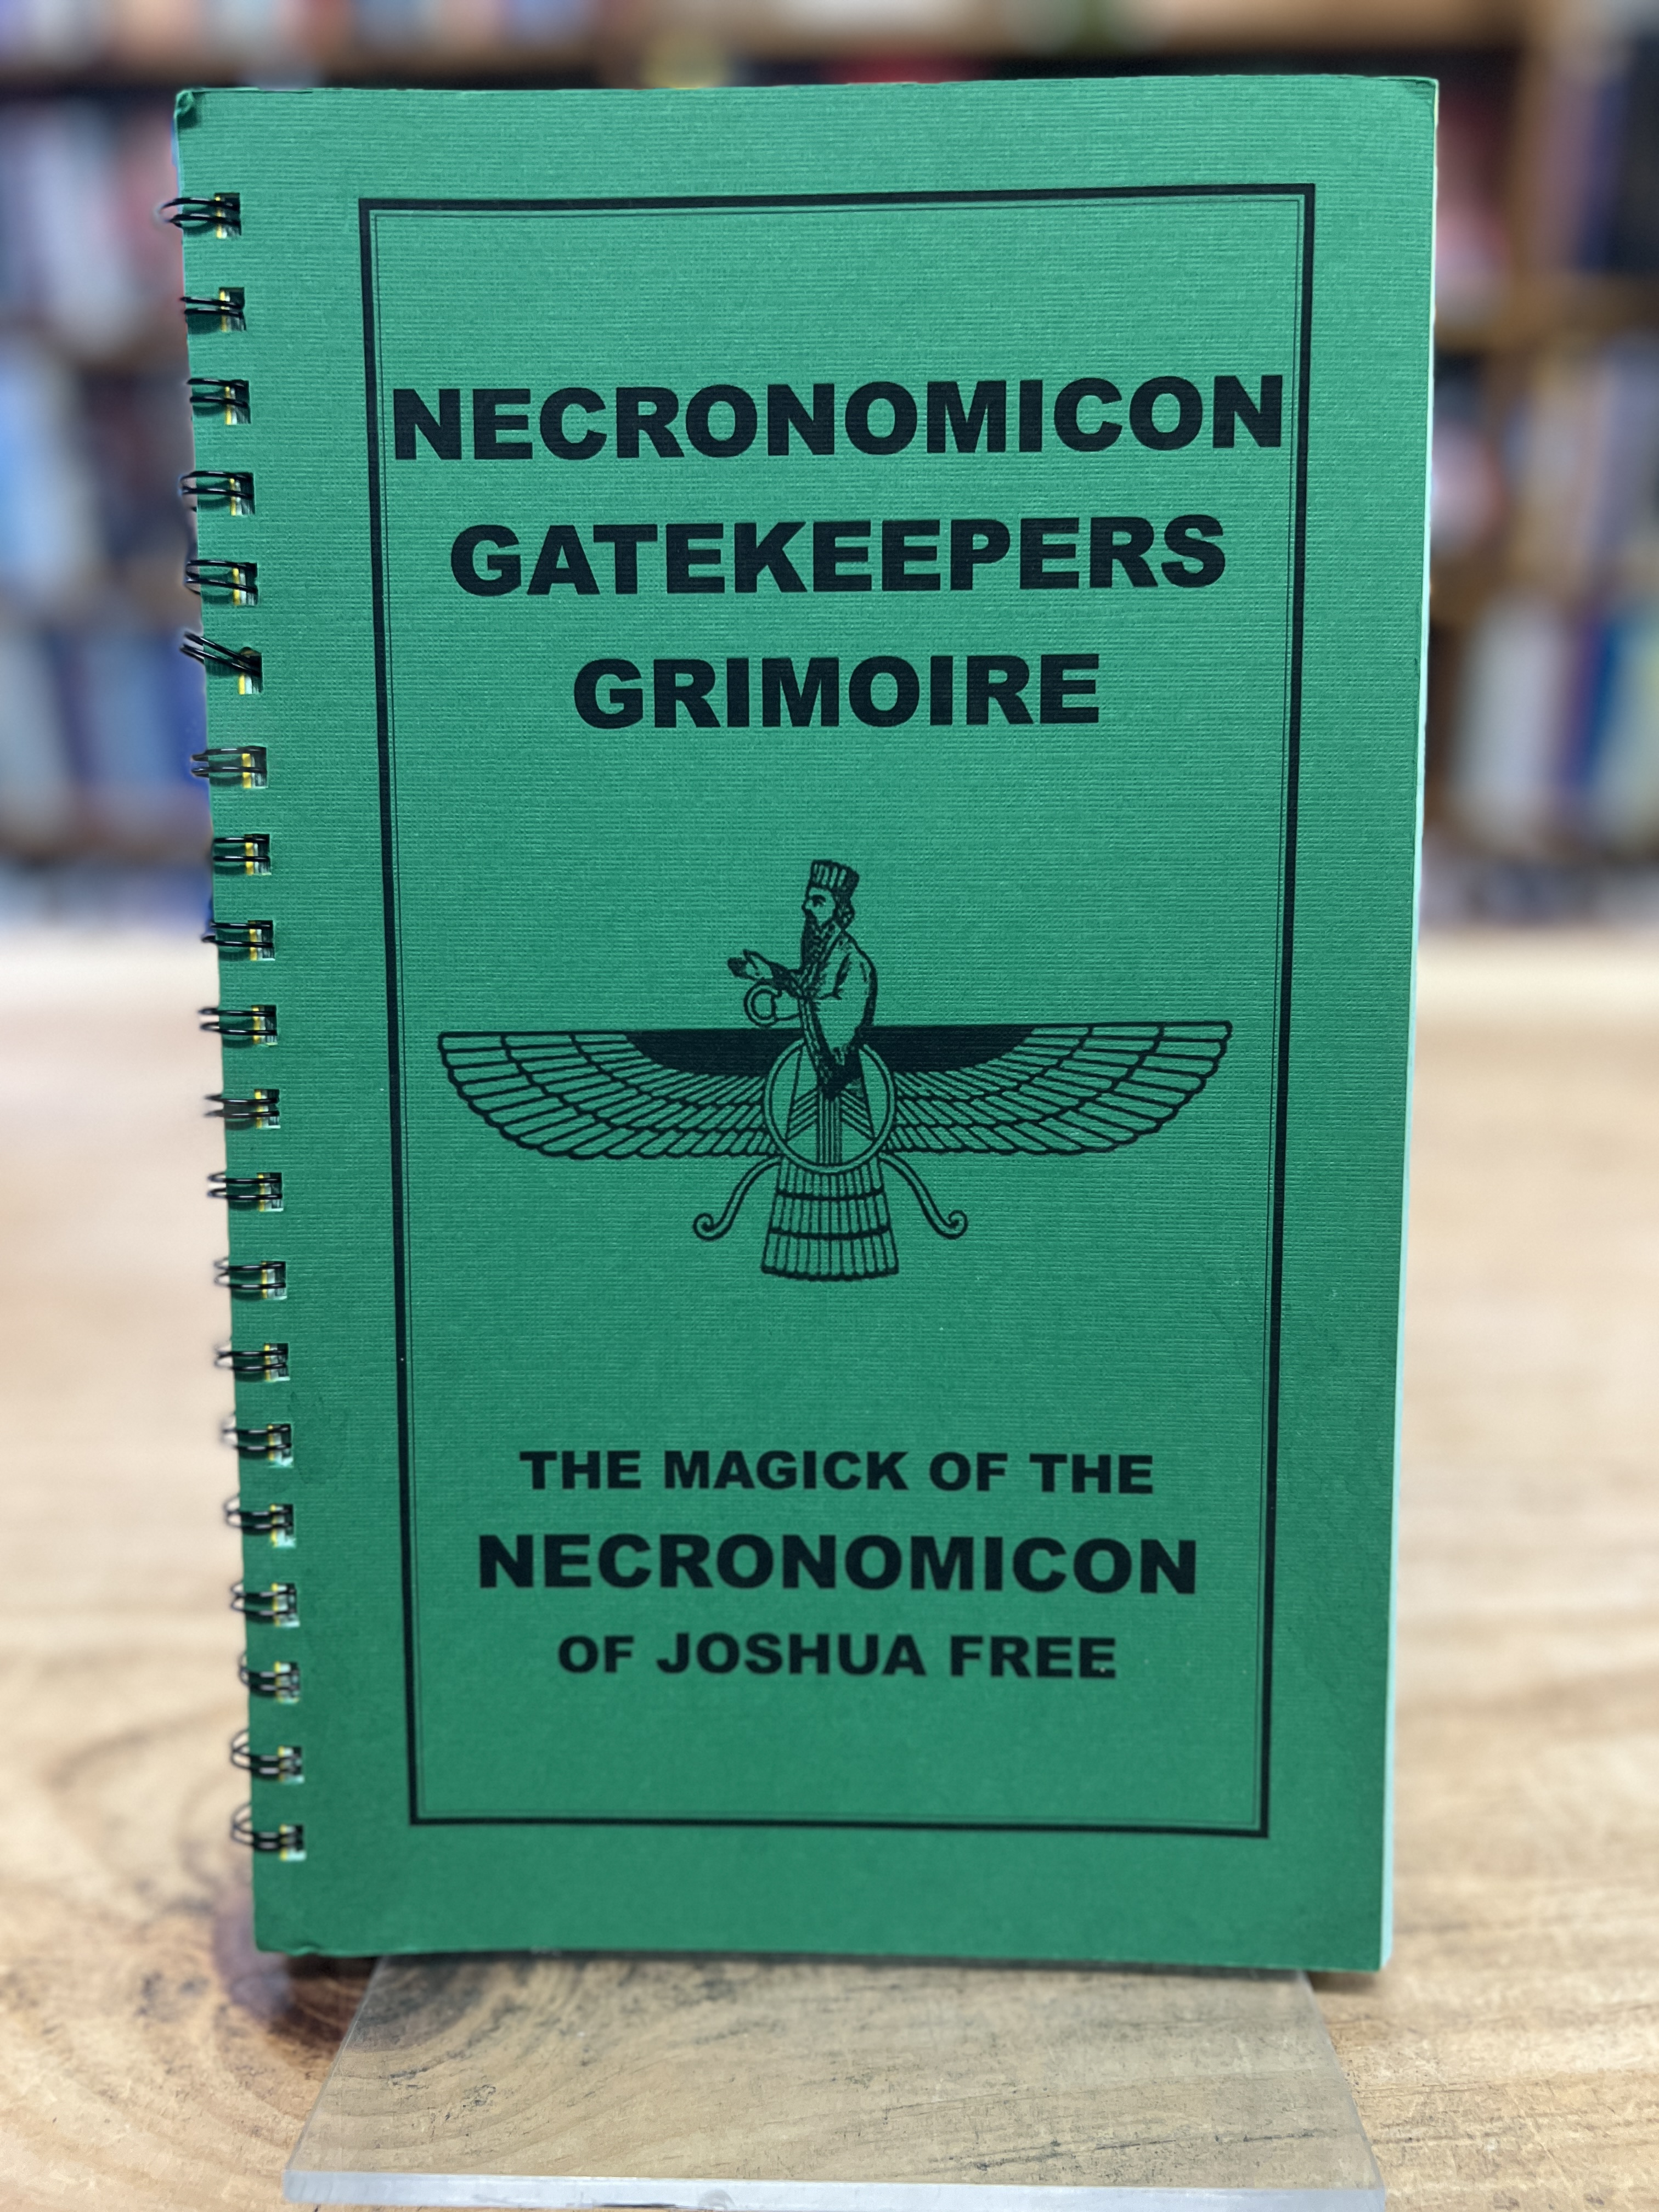 NECRONOMICON
GATEKEEPERS
GRIMOIRE
THE MAGICK OF THE
NECRONOMICON
OF JOSHUA FREE